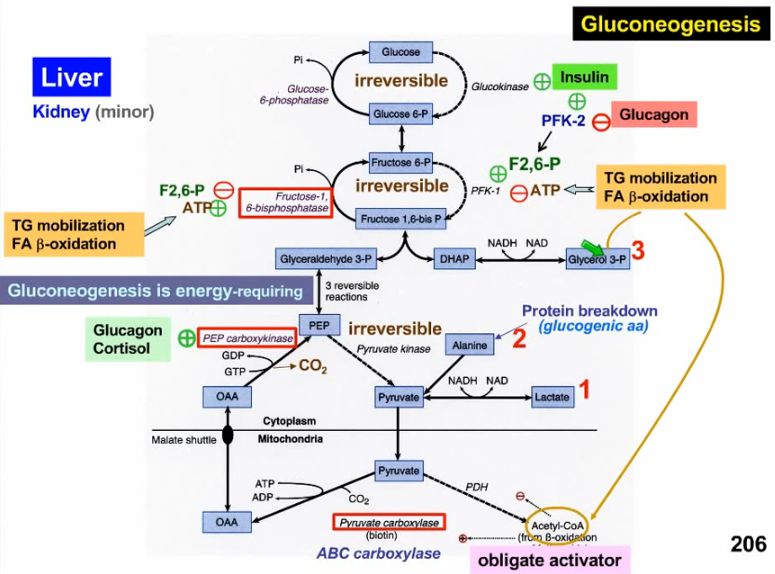 Gluconeogenesis
Liver
Kidney (minor)
Glucose
Pi
irreversible
Glucose-
6-phosphatase
Glucokinase
Insulin
PFK-2
Glucagon
Glucose 6-P
Fructose 6-P
F2,6-P
Pi
irreversible
PFK-1
ATP
TG mobilization
FA β-oxidation
F2,6-P
ATP
Fructose-1,
6-bisphosphatase
Fructose 1,6-bis P
TG mobilization
FA β-oxidation
NADH NAD
Glyceraldehyde 3-P
DHAP
Glycerol 3-P
3
Gluconeogenesis is energy-requiring
3 reversible
reactions
Protein breakdown
(glucogenic aa)
Glucagon
Cortisol
PEP carboxykinase
PEP
irreversible
2
Alanine
Pyruvate kinase
GDP
GTP
CO2
NADH NAD
OAA
Pyruvate
Lactate
1
Cytoplasm
Malate shuttle
Mitochondria
Pyruvate
ATP
ADP
CO2
PDH
OAA
Pyruvate carboxylase
(biotin)
Acetyl-CoA
(from ß-oxidation
ABC carboxylase
obligate activator
206